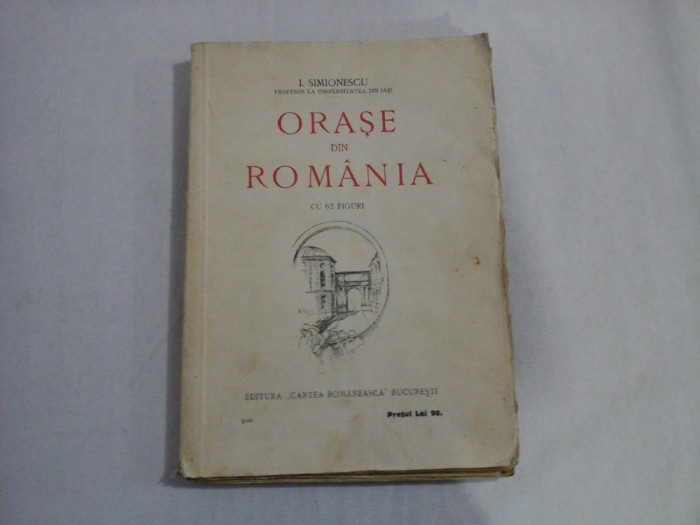 I. SIMIONESCU
PROFESOR LA UNIVERSITATEA DIN IAȘI
ORAȘE
DIN
ROMÂNIA
CU 62 FIGURI
EDITURA „CARTEA ROMÂNEASCĂ” BUCUREȘTI
Prețul Lei 90.